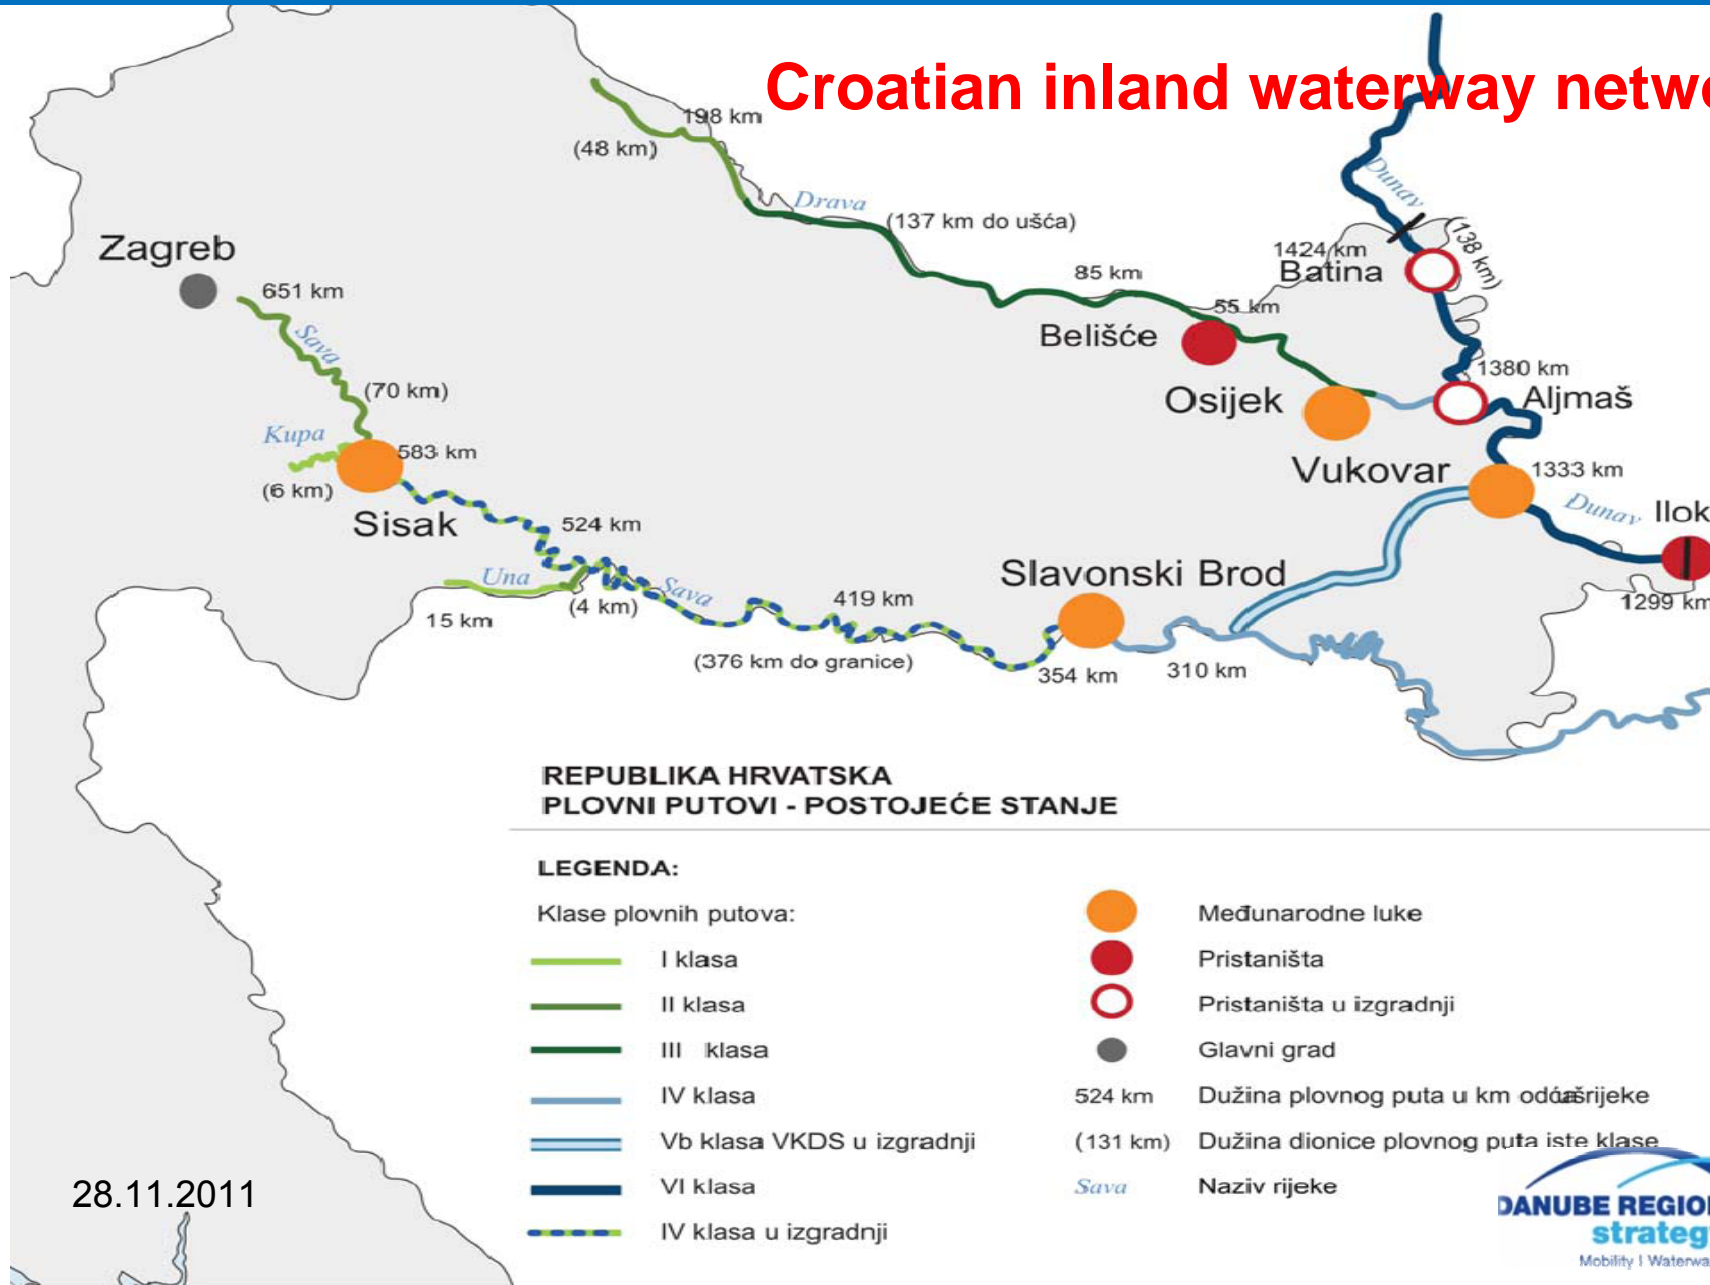 Croatian inland waterway netw
198 km
(48 km)
Drava
(137 km do ušća)
Dunav
(138 km)
1424 km
Batina
Zagreb
651 km
85 km
55 km
Belišće
Sava
(70 km)
1380 km
Osijek
Aljmaš
Kupa
583 km
(6 km)
Vukovar
1333 km
Sisak
524 km
Dunav
Ilok
Una
(4 km)
Sava
15 km
419 km
Slavonski Brod
1299 km
(376 km do granice)
354 km
310 km
REPUBLIKA HRVATSKA
PLOVNI PUTOVI - POSTOJEĆE STANJE
LEGENDA:
Klase plovnih putova:
I klasa
II klasa
III klasa
IV klasa
Vb klasa VKDS u izgradnji
VI klasa
IV klasa u izgradnji
Međunarodne luke
Pristaništa
Pristaništa u izgradnji
Glavni grad
524 km Dužina plovnog puta u km od rijeke
(131 km) Dužina dionice plovnog puta iste klase
Sava Naziv rijeke
28.11.2011
DANUBE REGIO
strateg
Mobility | Waterwa